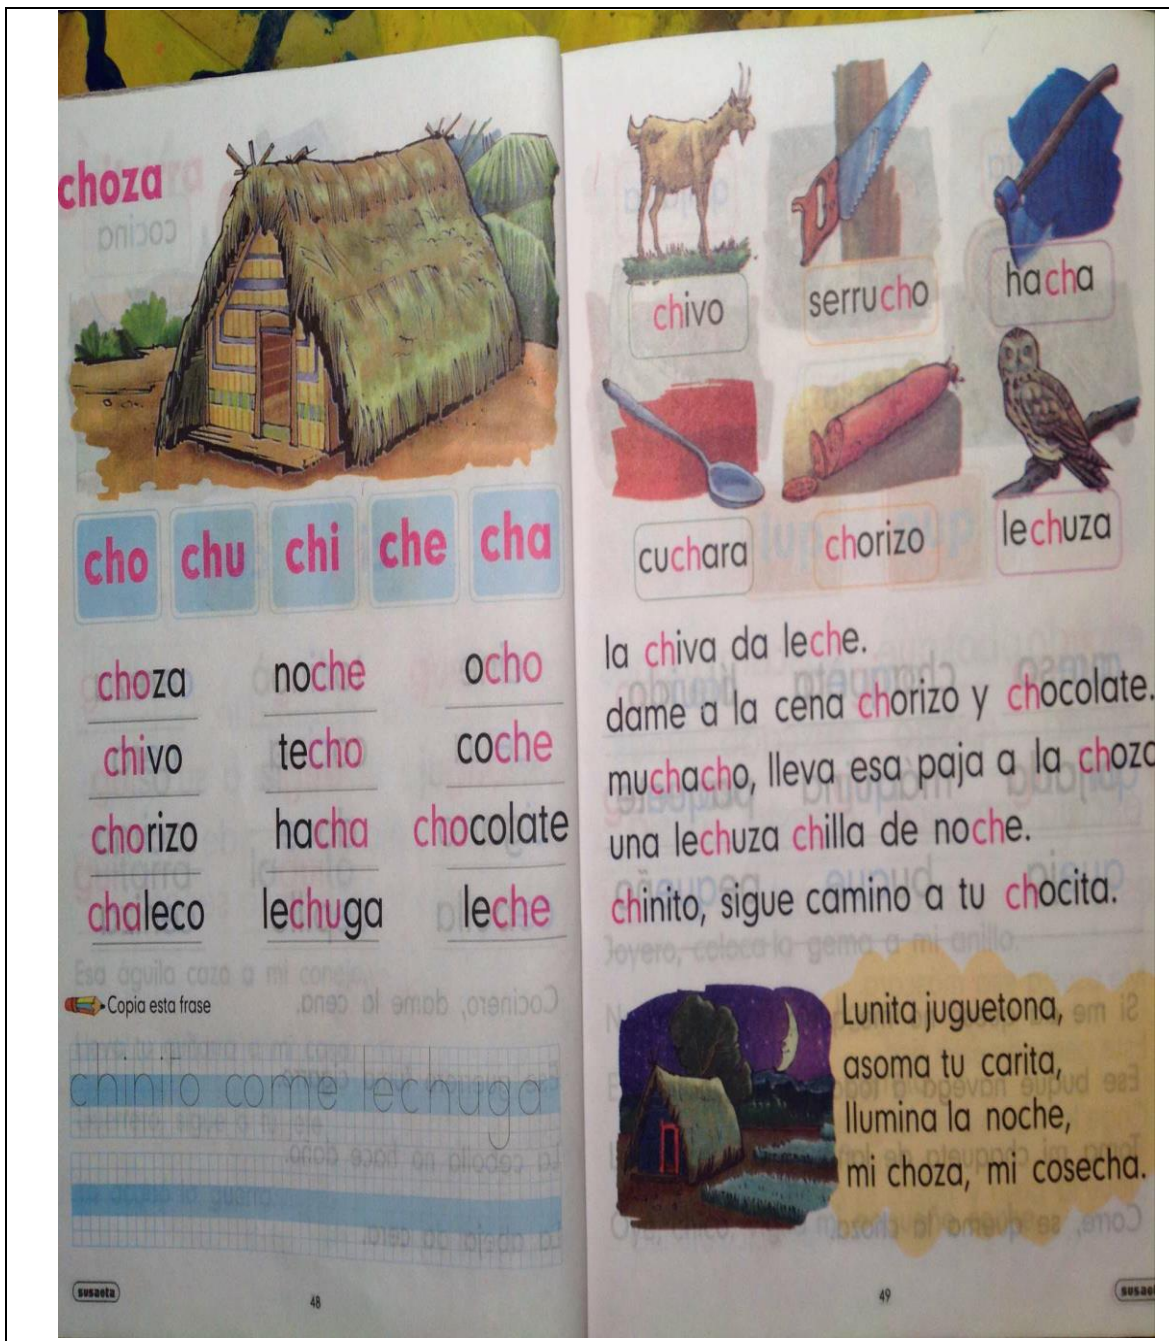 choza
cho chu chi che cha
choza noche ocho
chivo techo coche
chorizo hacha chocolate
chaleco lechuga leche
Copia esta frase
chinito come lechuga
susaeta
48
chivo serrucho hacha
cuchara chorizo lechuza
la chiva da leche.
dame a la cena chorizo y chocolate.
muchacho, lleva esa paja a la choza
una lechuza chilla de noche.
chinito, sigue camino a tu chocita.
Lunita juguetona,
asoma tu carita,
Ilumina la noche,
mi choza, mi cosecha.
49
susae